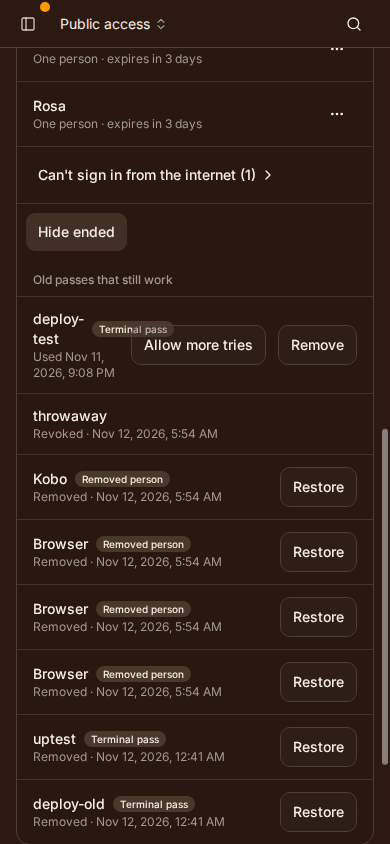 Public access
One person · expires in 3 days
Rosa
One person · expires in 3 days
Can't sign in from the internet (1)
Hide ended
Old passes that still work
deploy-
test
Terminal pass
Used Nov 11,
2026, 9:08 PM
Allow more tries
Remove
throwaway
Revoked · Nov 12, 2026, 5:54 AM
Kobo Removed person
Removed · Nov 12, 2026, 5:54 AM
Restore
Browser Removed person
Removed · Nov 12, 2026, 5:54 AM
Restore
Browser Removed person
Removed · Nov 12, 2026, 5:54 AM
Restore
Browser Removed person
Removed · Nov 12, 2026, 5:54 AM
Restore
uptest Terminal pass
Removed · Nov 12, 2026, 12:41 AM
Restore
deploy-old Terminal pass
Removed · Nov 12, 2026, 12:41 AM
Restore